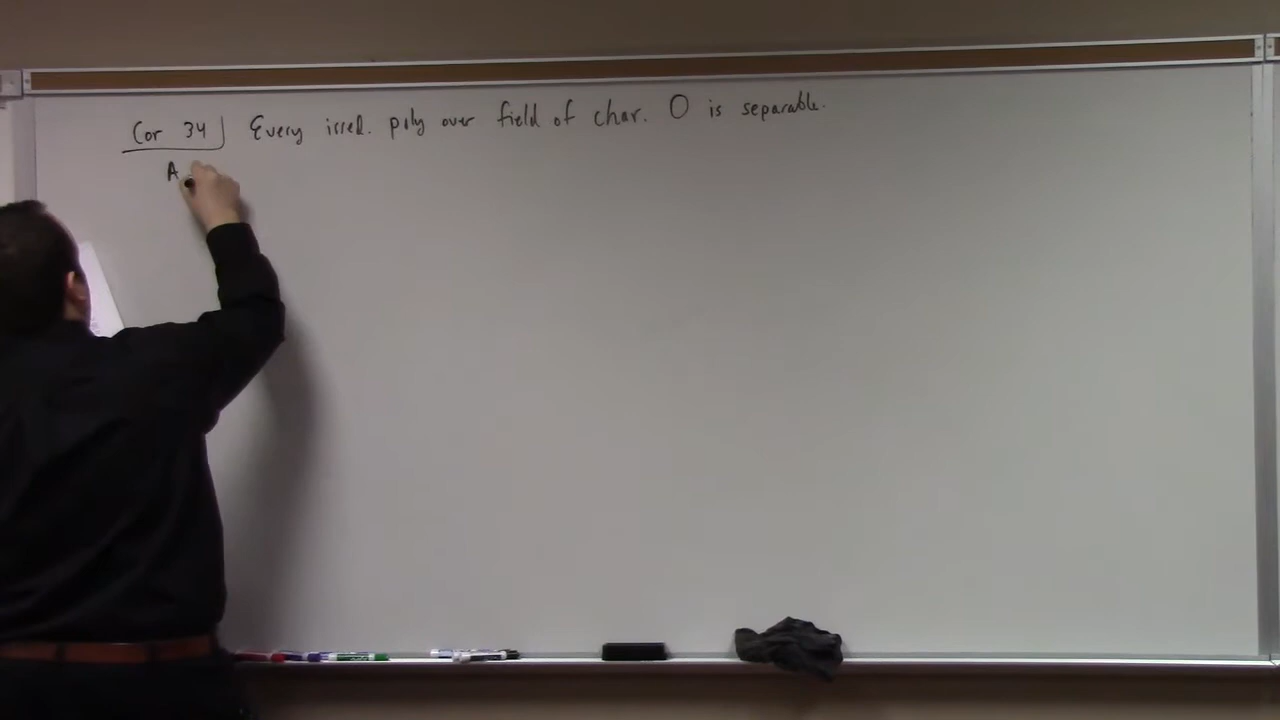 Cor 34 Every irred. poly over field of char. 0 is separable.
A